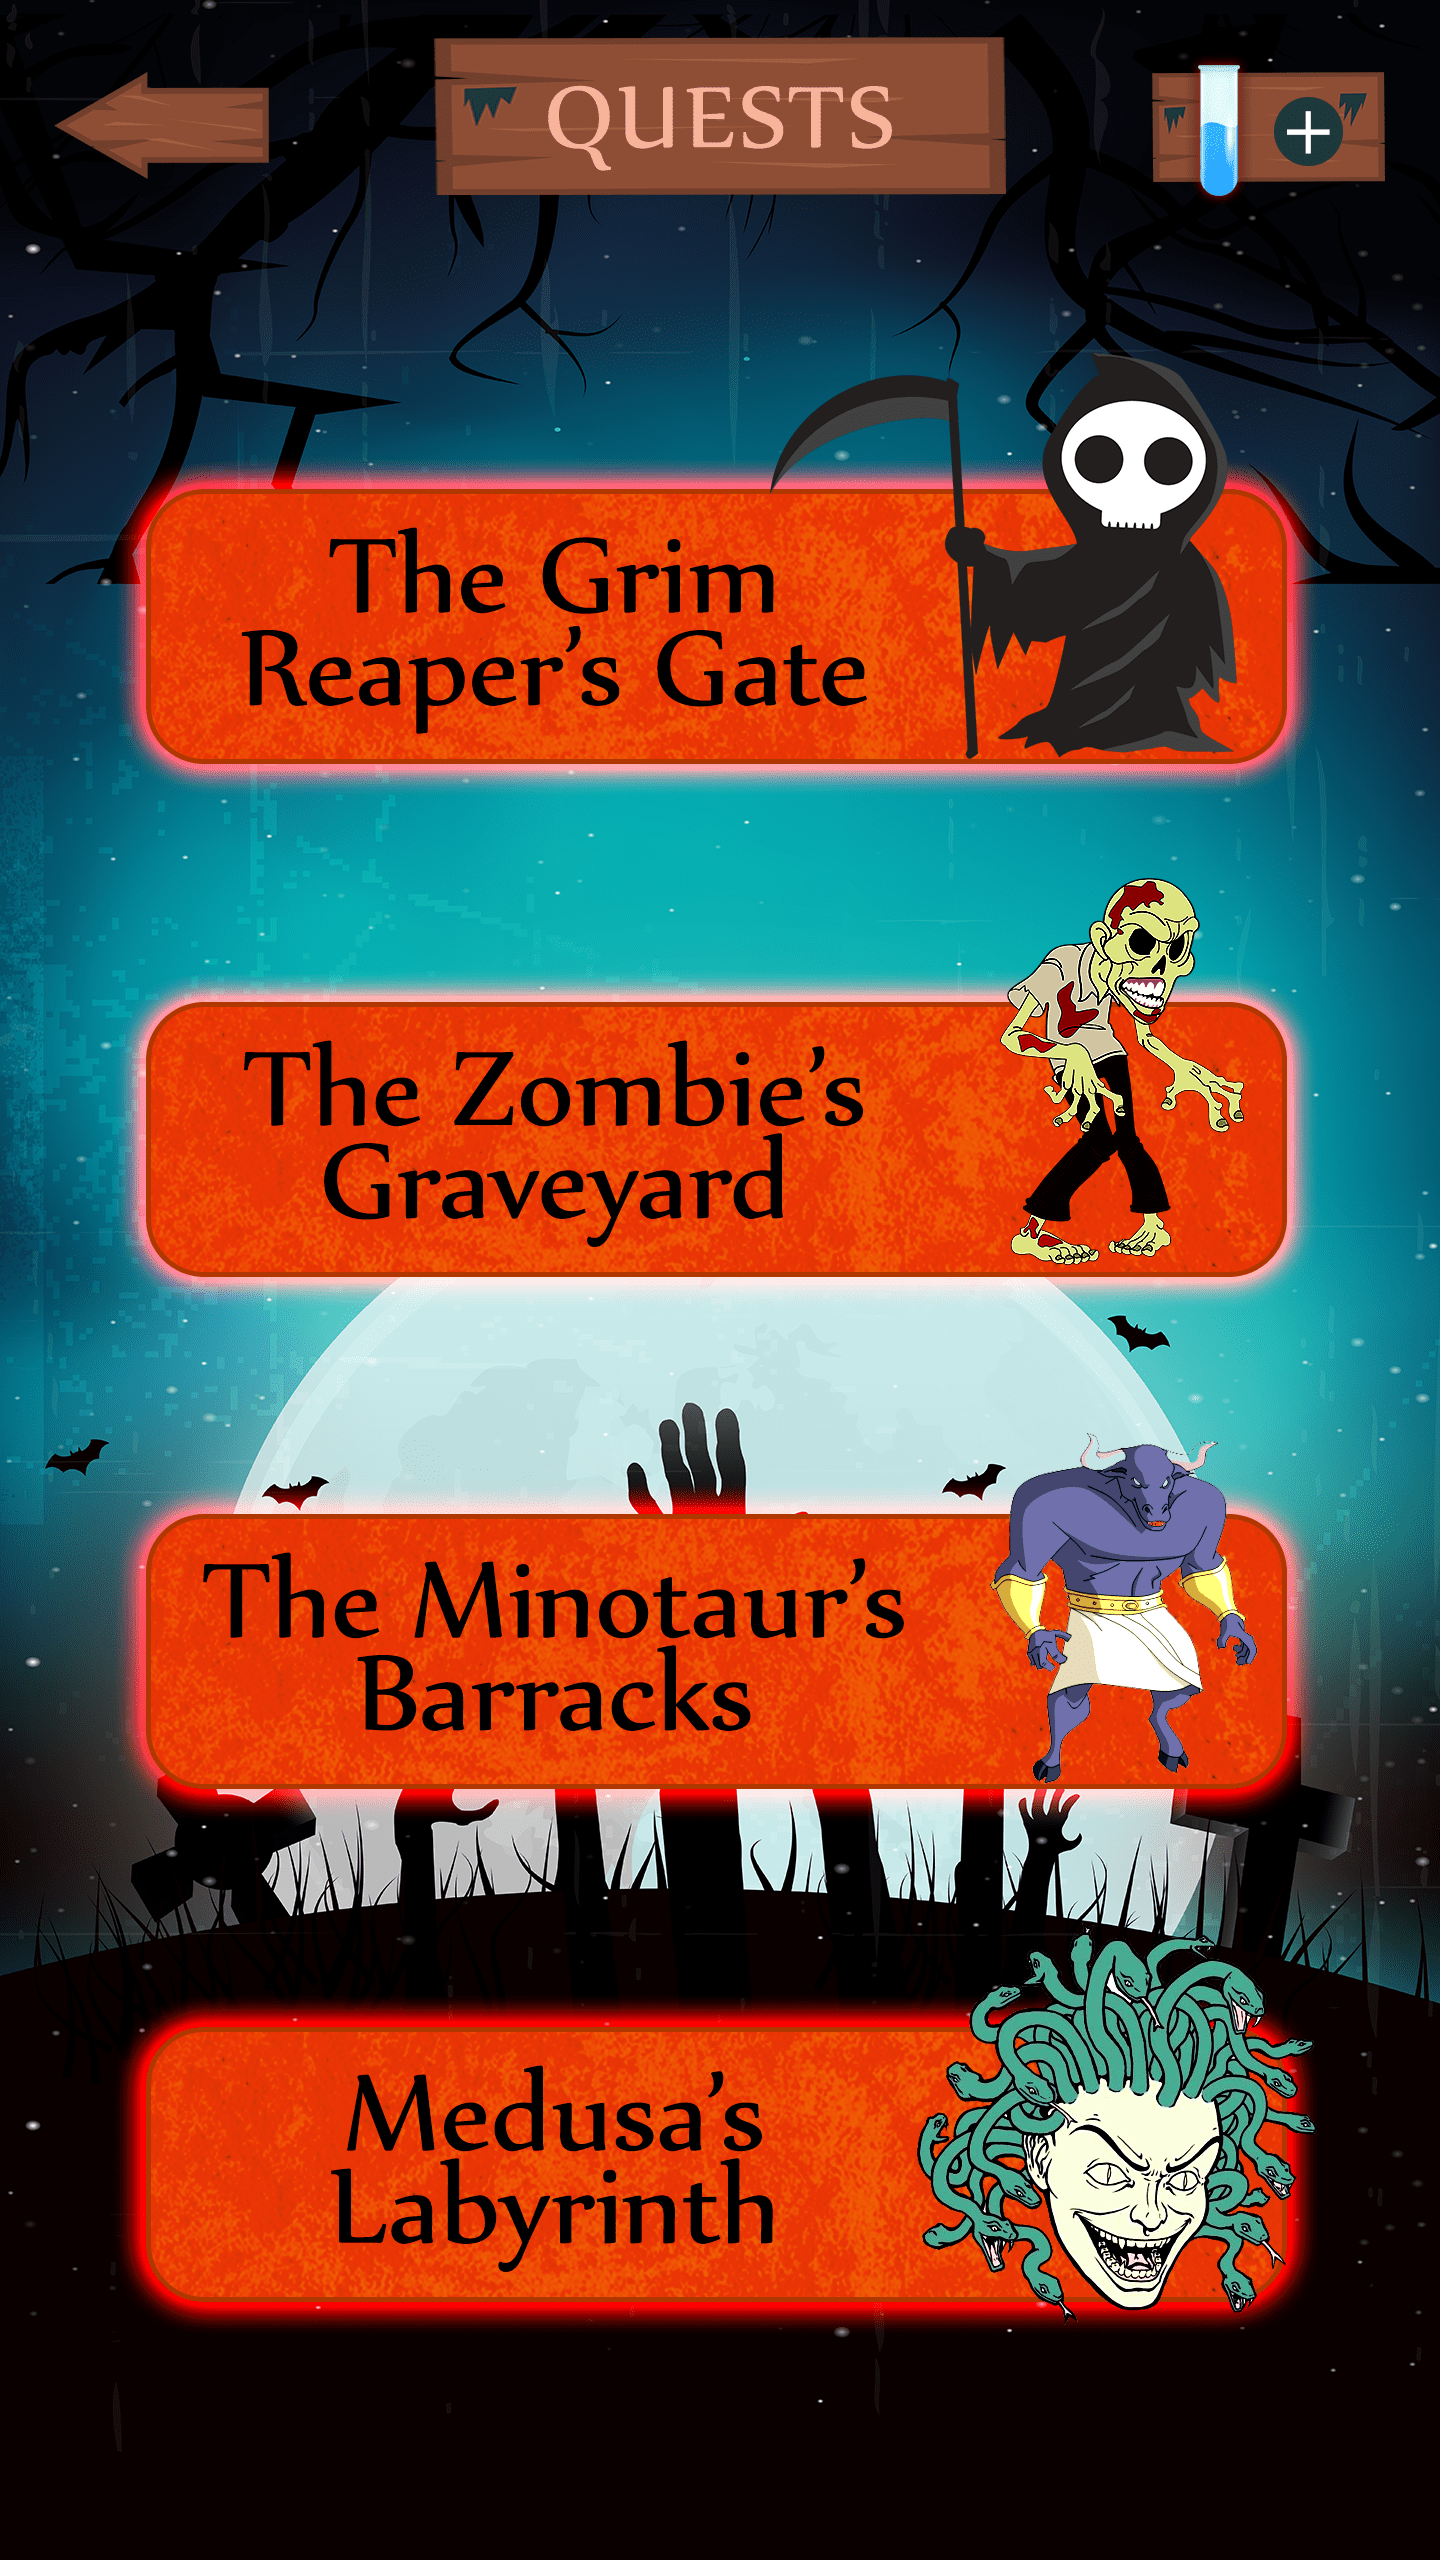 QUESTS
The Grim
Reaper's Gate
The Zombie's
Graveyard
The Minotaur's
Barracks
Medusa's
Labyrinth